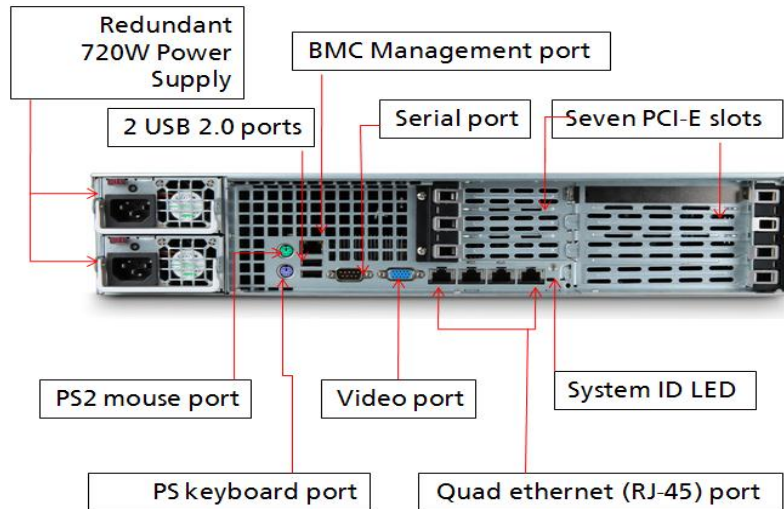 Redundant
720W Power
Supply
BMC Management port
2 USB 2.0 ports
Serial port
Seven PCI-E slots
PS2 mouse port
Video port
System ID LED
PS keyboard port
Quad ethernet (RJ-45) port